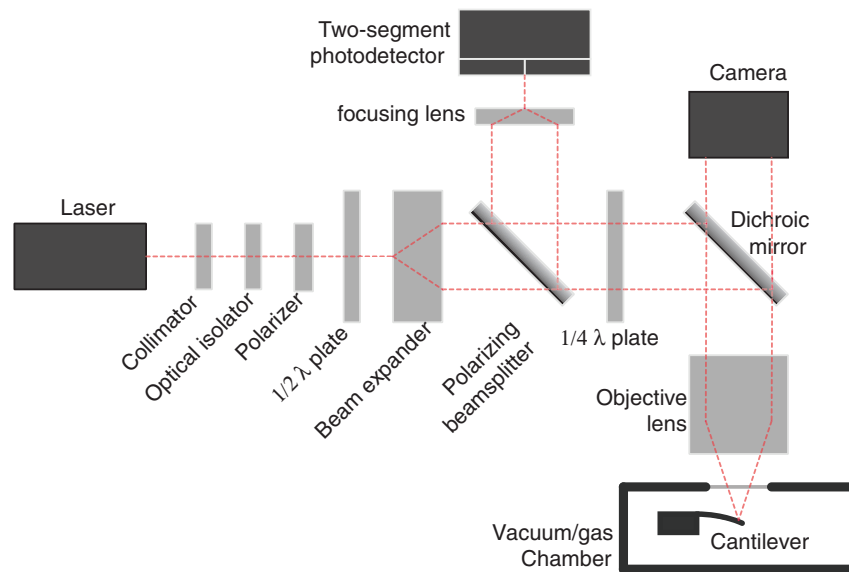 Two-segment
photodetector
Camera
focusing lens
Laser
Dichroic
mirror
Collimator
Optical isolator
Polarizer
1/2 λ plate
Beam expander
Polarizing
beamsplitter
1/4 λ plate
Objective
lens
Vacuum/gas
Chamber
Cantilever